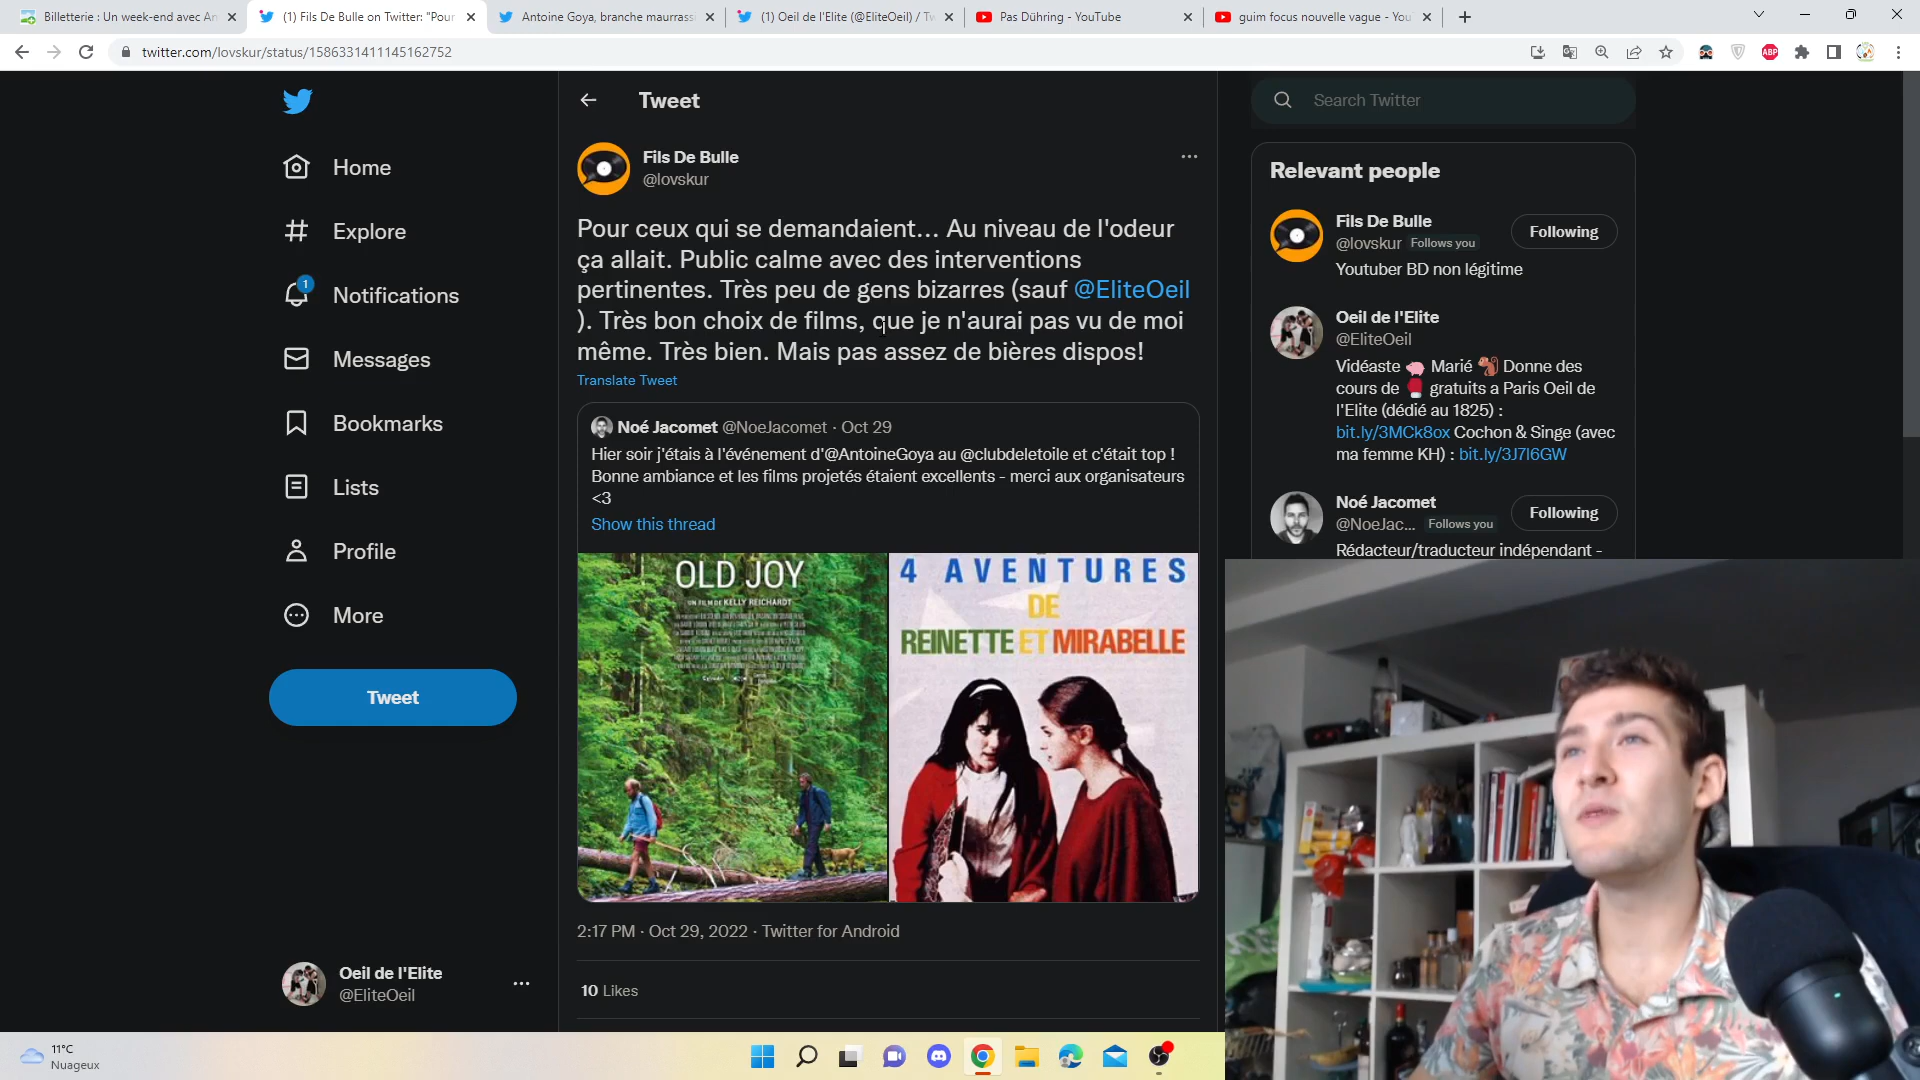 Billetterie : Un week-end avec An
(1) Fils De Bulle on Twitter: "Pour
Antoine Goya, branche maurrass
(1) Oeil de l'Elite (@EliteOeil) / Tw
Pas Dühring - YouTube
guim focus nouvelle vague - You
twitter.com/lovskur/status/1586331411145162752
ABP
Home
Explore
1
Notifications
Messages
Bookmarks
Lists
Profile
More
Tweet
Oeil de l'Elite
@EliteOeil
Tweet
Fils De Bulle
@lovskur
Pour ceux qui se demandaient... Au niveau de l'odeur
ça allait. Public calme avec des interventions
pertinentes. Très peu de gens bizarres (sauf @EliteOeil
). Très bon choix de films, que je n'aurai pas vu de moi
même. Très bien. Mais pas assez de bières dispos!
Translate Tweet
Noé Jacomet @NoeJacomet · Oct 29
Hier soir j'étais à l'événement d'@AntoineGoya au @clubdeletoile et c'était top !
Bonne ambiance et les films projetés étaient excellents - merci aux organisateurs
<3
Show this thread
OLD JOY
UN FILM DE KELLY REICHARDT
4 AVENTURES
DE
REINETTE ET MIRABELLE
2:17 PM · Oct 29, 2022 · Twitter for Android
10 Likes
Search Twitter
Relevant people
Fils De Bulle
@lovskur Follows you
Following
Youtuber BD non légitime
Oeil de l'Elite
@EliteOeil
Vidéaste 🐖 Marié 🐒 Donne des
cours de 🥊 gratuits a Paris Oeil de
l'Elite (dédié au 1825) :
bit.ly/3MCk8ox Cochon & Singe (avec
ma femme KH) : bit.ly/3J7l6GW
Noé Jacomet
@NoeJac... Follows you
Following
Rédacteur/traducteur indépendant -
11°C
Nuageux